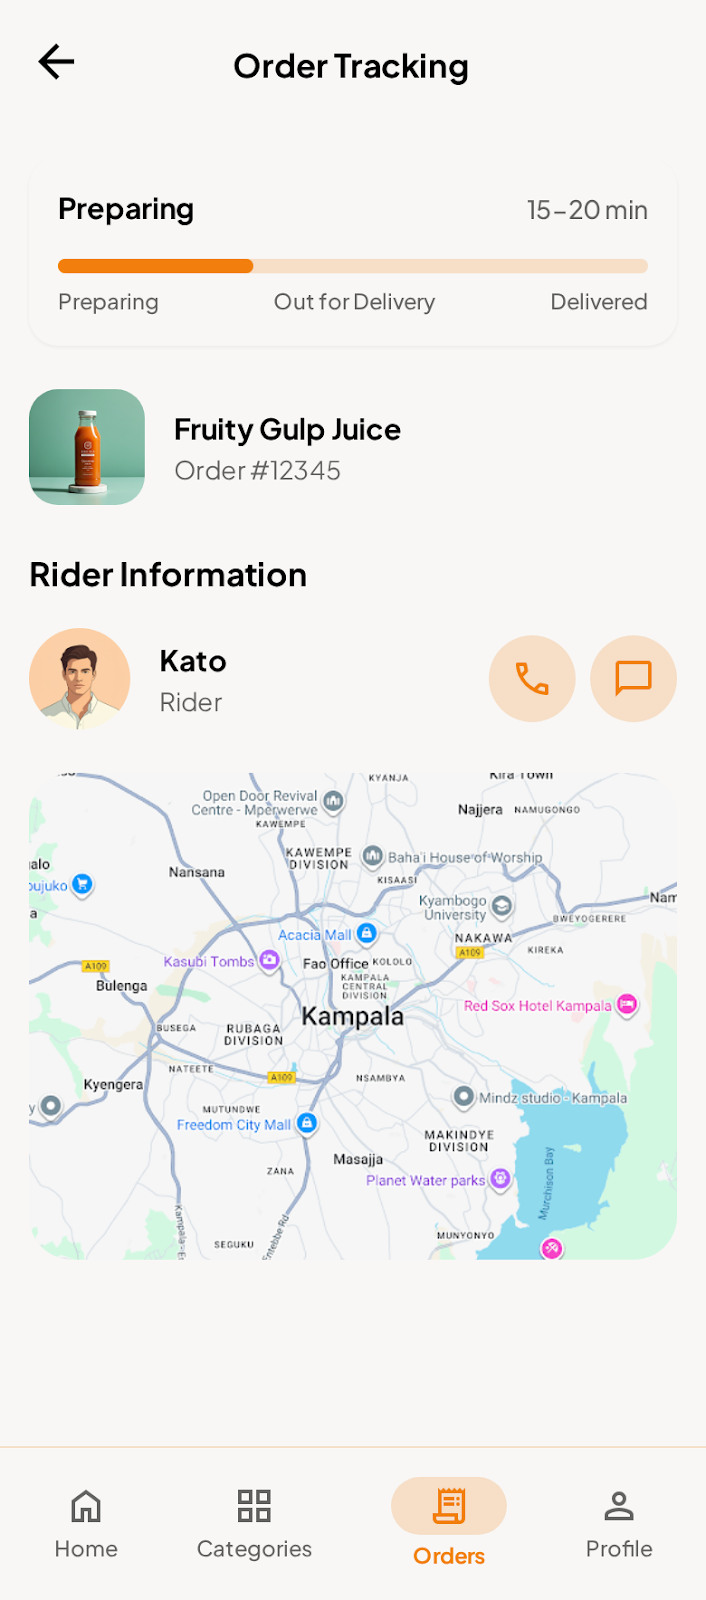 Order Tracking
Preparing
15–20 min
Preparing
Out for Delivery
Delivered
Fruity Gulp Juice
Order #12345
Rider Information
Kato
Rider
KYANJA
Kira Town
Open Door Revival
Centre - Mperwerwe
KAWEMPE
Najjera
NAMUGONGO
KAWEMPE
DIVISION
Baha'i House of Worship
Nansana
KISAASI
Kyambogo
University
BWEYOGERERE
Acacia Mall
NAKAWA
A109
KIREKA
Kasubi Tombs
Fao Office
KOLOLO
A109
KAMPALA
CENTRAL
DIVISION
Bulenga
Red Sox Hotel Kampala
Kampala
BUSEGA
RUBAGA
DIVISION
NATEETE
A109
NSAMBYA
Kyengera
Mindz studio - Kampala
MUTUNDWE
Freedom City Mall
MAKINDYE
DIVISION
Masajja
ZANA
Planet Water parks
Murchison Bay
Entebbe Rd
SEGUKU
MUNYONYO
Home
Categories
Orders
Profile